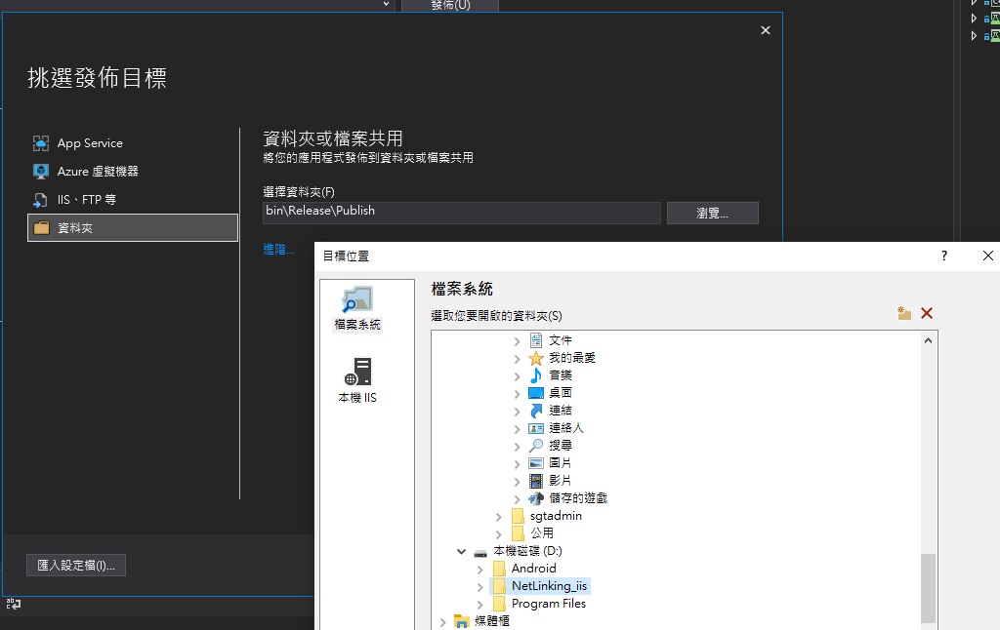 發佈(U)
挑選發佈目標
App Service
Azure 虛擬機器
IIS、FTP 等
資料夾
資料夾或檔案共用
將您的應用程式發佈到資料夾或檔案共用
選擇資料夾(F)
bin\Release\Publish
瀏覽...
進階...
匯入設定檔(I)...
目標位置
?
檔案系統
本機 IIS
檔案系統
選取您要開啟的資料夾(S)
文件
我的最愛
音樂
桌面
連結
連絡人
搜尋
圖片
影片
儲存的遊戲
sgtadmin
公用
本機磁碟 (D:)
Android
NetLinking_iis
Program Files
媒體櫃